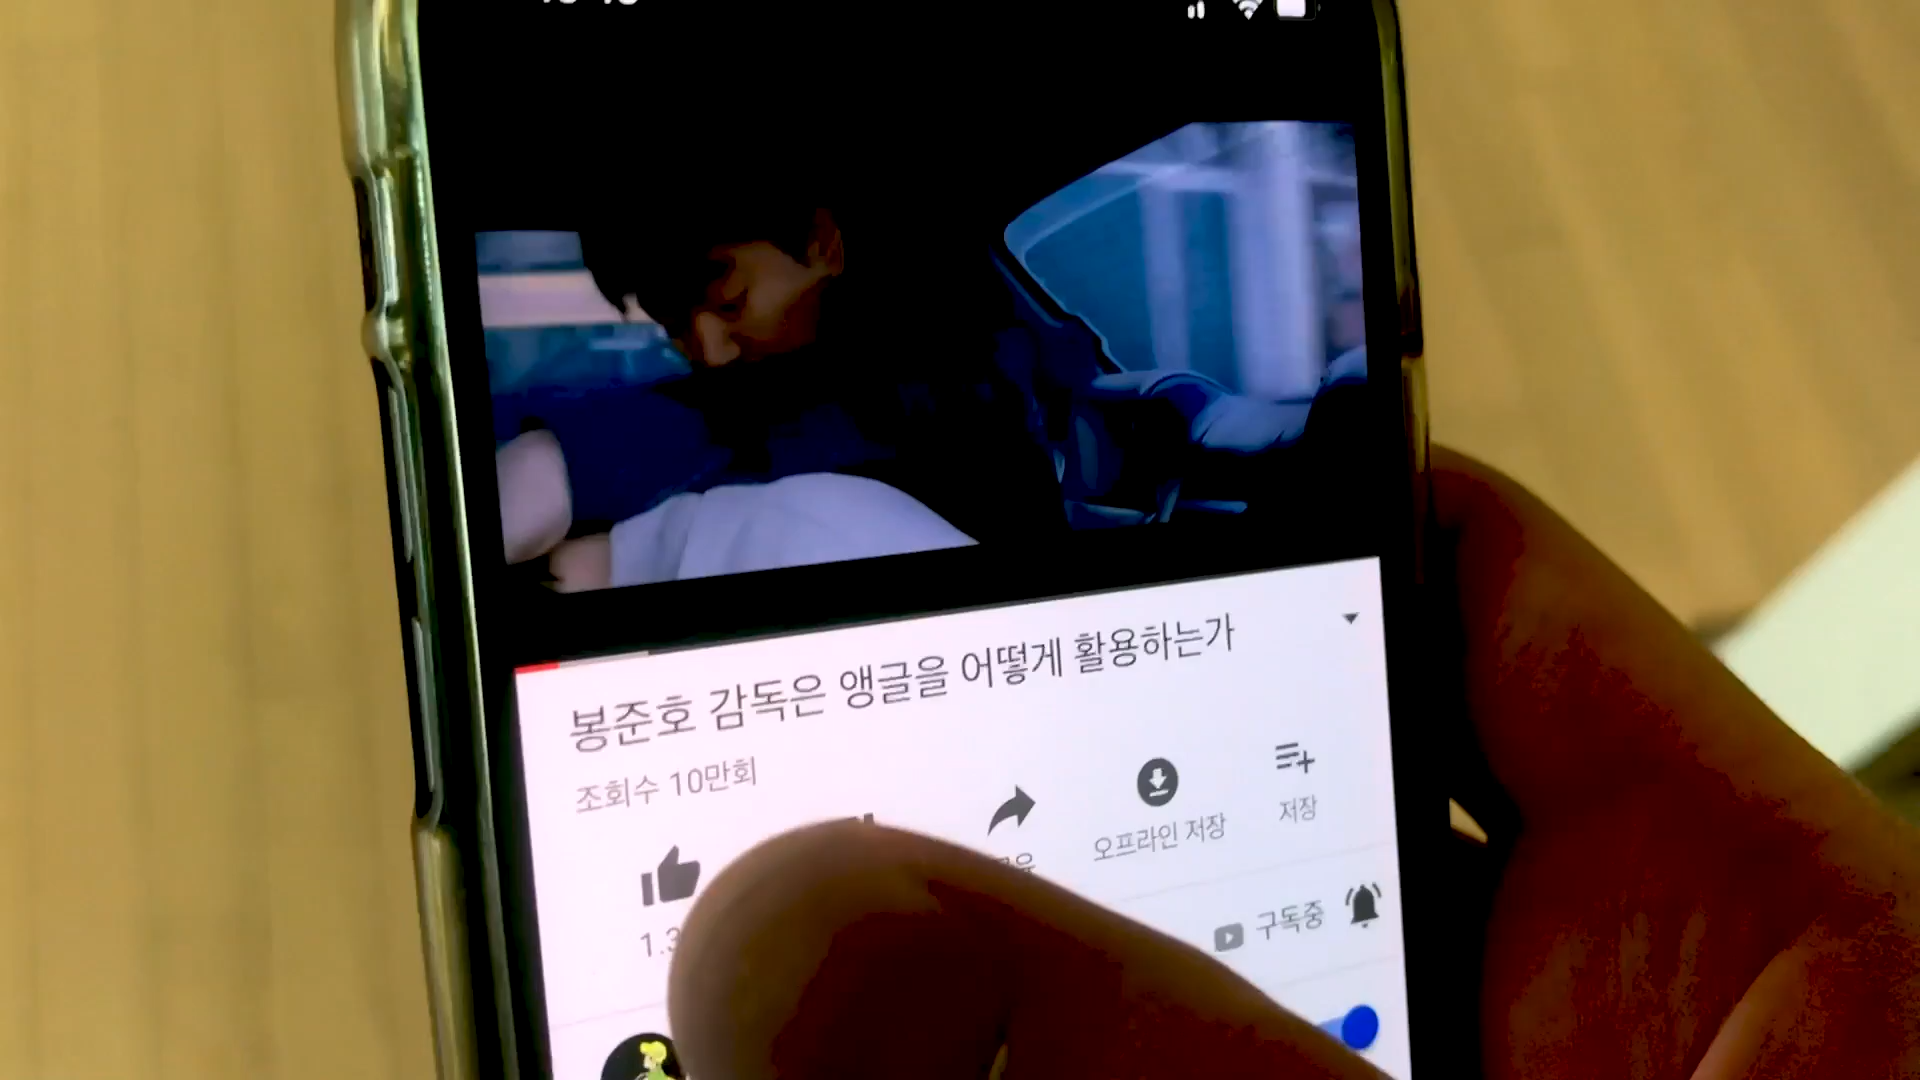 봉준호 감독은 앵글을 어떻게 활용하는가
조회수 10만회
오프라인 저장
저장
구독중